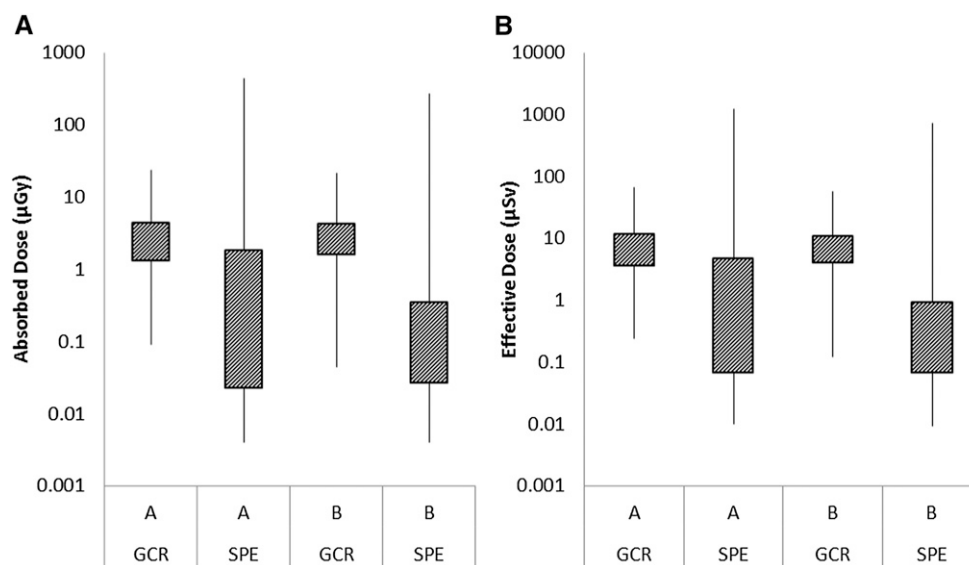 A
Absorbed Dose (µGy)
1000
100
10
1
0.1
0.01
0.001
A A B B
GCR SPE GCR SPE
B
Effective Dose (µSv)
10000
1000
100
10
1
0.1
0.01
0.001
A A B B
GCR SPE GCR SPE